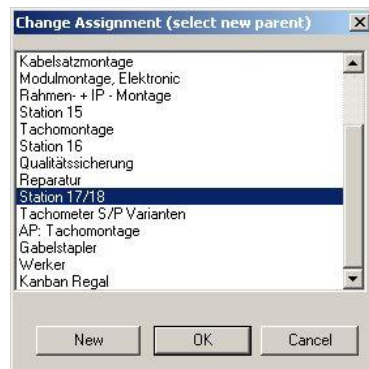 Change Assignment (select new parent)
Kabelsatzmontage
Modulmontage, Elektronic
Rahmen- + IP - Montage
Station 15
Tachomontage
Station 16
Qualitätssicherung
Reparatur
Station 17/18
Tachometer S/P Varianten
AP: Tachomontage
Gabelstapler
Werker
Kanban Regal
New OK Cancel